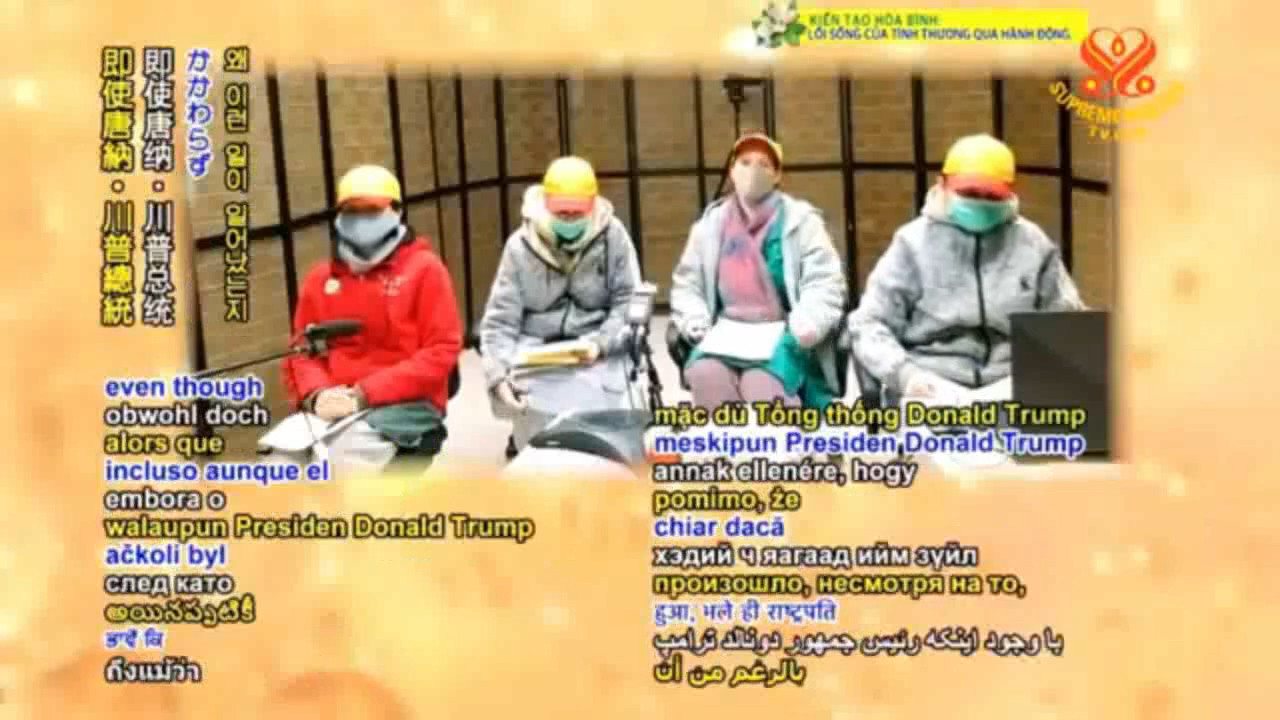 KIẾN TẠO HÒA BÌNH:
LỐI SỐNG CỦA TÌNH THƯƠNG QUA HÀNH ĐỘNG
SUPREME
TV
即使唐納・川普總統
即使唐纳・川普总统
かかわらず
왜 이런 일이 일어났는지
even though
obwohl doch
alors que
incluso aunque el
embora o
walaupun Presiden Donald Trump
ačkoli byl
след като
అయినప్పటికీ
ਭਾਵੇਂ ਕਿ
ถึงแม้ว่า
mặc dù Tổng thống Donald Trump
meskipun Presiden Donald Trump
annak ellenére, hogy
pomimo, że
chiar dacă
хэдий ч яагаад ийм зүйл
произошло, несмотря на то,
हुआ, भले ही राष्ट्रपति
با وجود اینکه رئیس جمهور دونالد ترامپ
بالرغم من أن